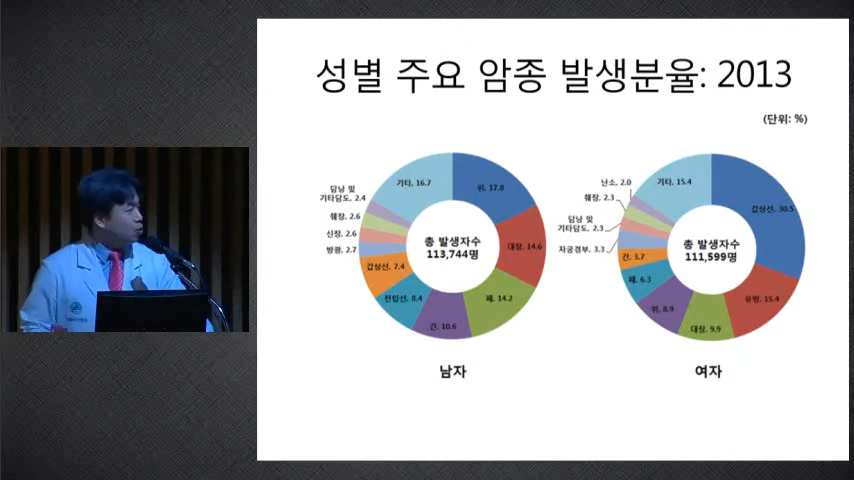 성별 주요 암종 발생분율: 2013
(단위: %)
기타, 16.7
위, 17.8
대장, 14.6
폐, 14.2
간, 10.6
전립선, 8.4
갑상선, 7.4
방광, 2.7
신장, 2.6
췌장, 2.6
담낭 및
기타담도, 2.4
총 발생자수
113,744명
남자
기타, 15.4
갑상선, 30.5
유방, 15.4
대장, 9.9
위, 8.9
폐, 6.3
간, 3.7
자궁경부, 3.3
담낭 및
기타담도, 2.3
췌장, 2.3
난소, 2.0
총 발생자수
111,599명
여자